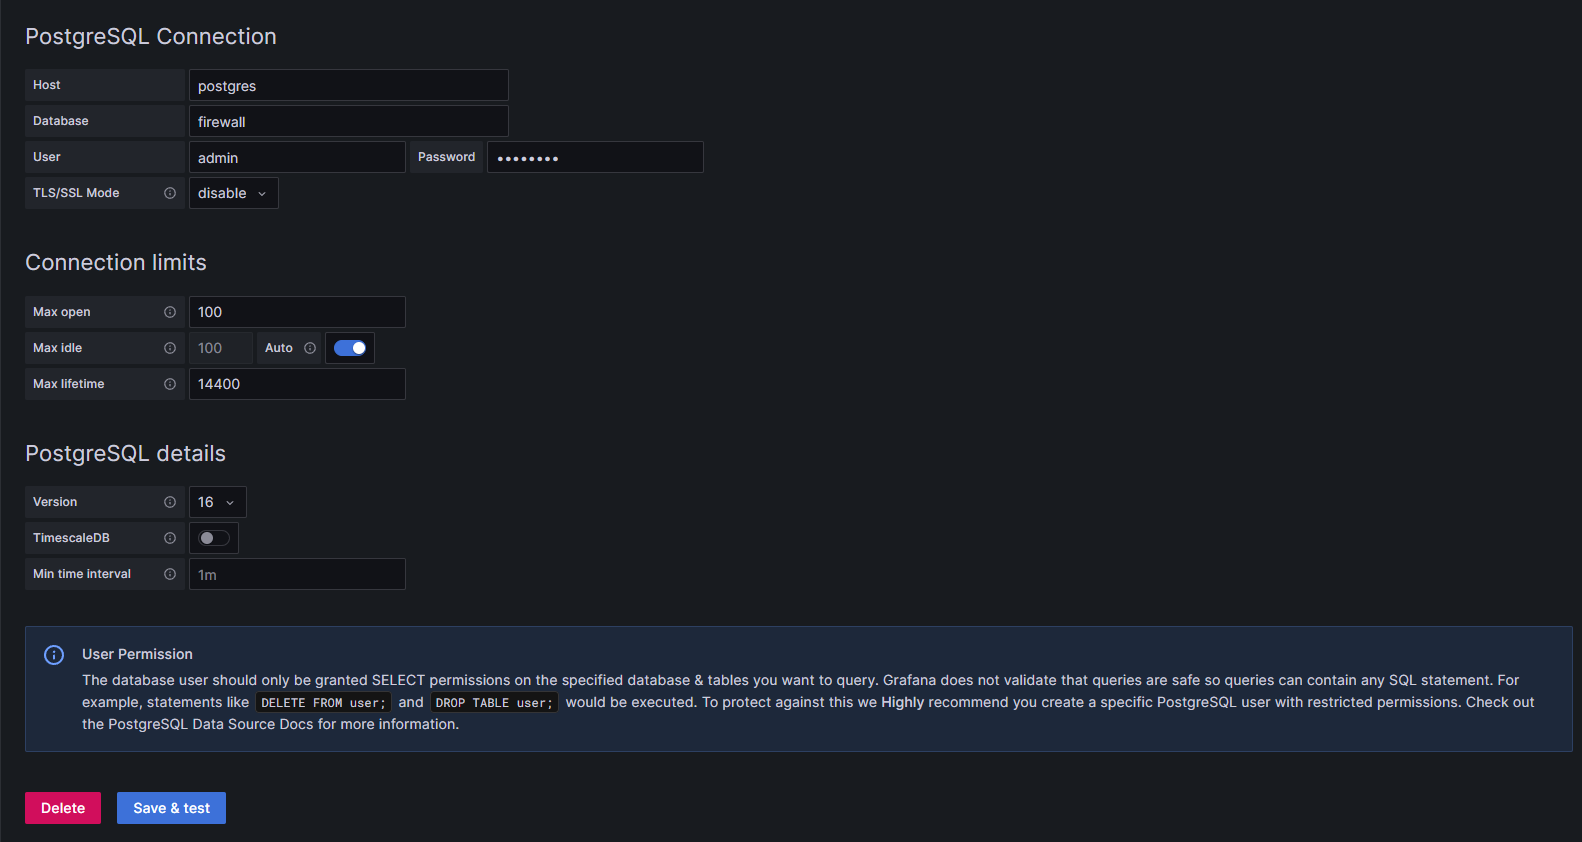 PostgreSQL Connection
Host postgres
Database firewall
User admin Password ••••••••
TLS/SSL Mode disable
Connection limits
Max open 100
Max idle 100 Auto
Max lifetime 14400
PostgreSQL details
Version 16
TimescaleDB
Min time interval 1m
User Permission
The database user should only be granted SELECT permissions on the specified database & tables you want to query. Grafana does not validate that queries are safe so queries can contain any SQL statement. For
example, statements like DELETE FROM user; and DROP TABLE user; would be executed. To protect against this we Highly recommend you create a specific PostgreSQL user with restricted permissions. Check out
the PostgreSQL Data Source Docs for more information.
Delete Save & test